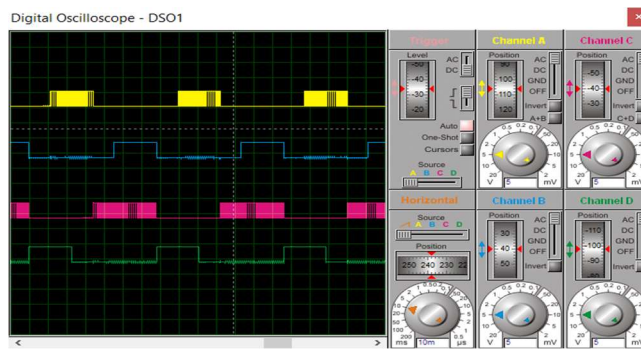 Digital Oscilloscope - DSO1
Trigger
Level
-50
-40
-30
-20
AC
DC
Auto
One-Shot
Cursors
Source
A B C D
Channel A
Position
90
100
110
120
AC
DC
GND
OFF
Invert
A+B
V 5 mV
Channel C
Position
-50
-40
-30
AC
DC
GND
OFF
Invert
C+D
V 5 mV
Horizontal
Source
A B C D
Position
250 240 230 22
ms 10m µs
Channel B
Position
30
40
50
AC
DC
GND
OFF
Invert
V 5 mV
Channel D
Position
-110
-100
-90
-80
AC
DC
GND
OFF
Invert
V 5 mV